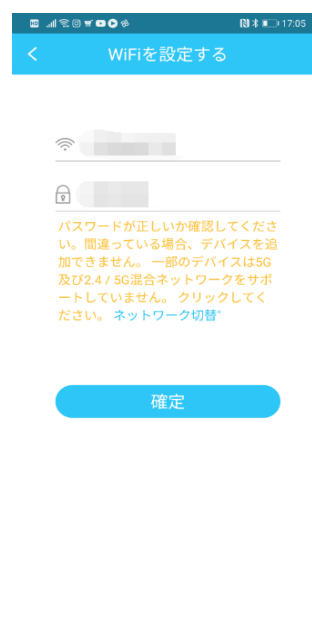 HD 17:05
WiFiを設定する
パスワードが正しいか確認してくださ
い。間違っている場合、デバイスを追
加できません。 一部のデバイスは5G
及び2.4 / 5G混合ネットワークをサポ
ートしていません。 クリックしてく
ださい。 ネットワーク切替"
確定